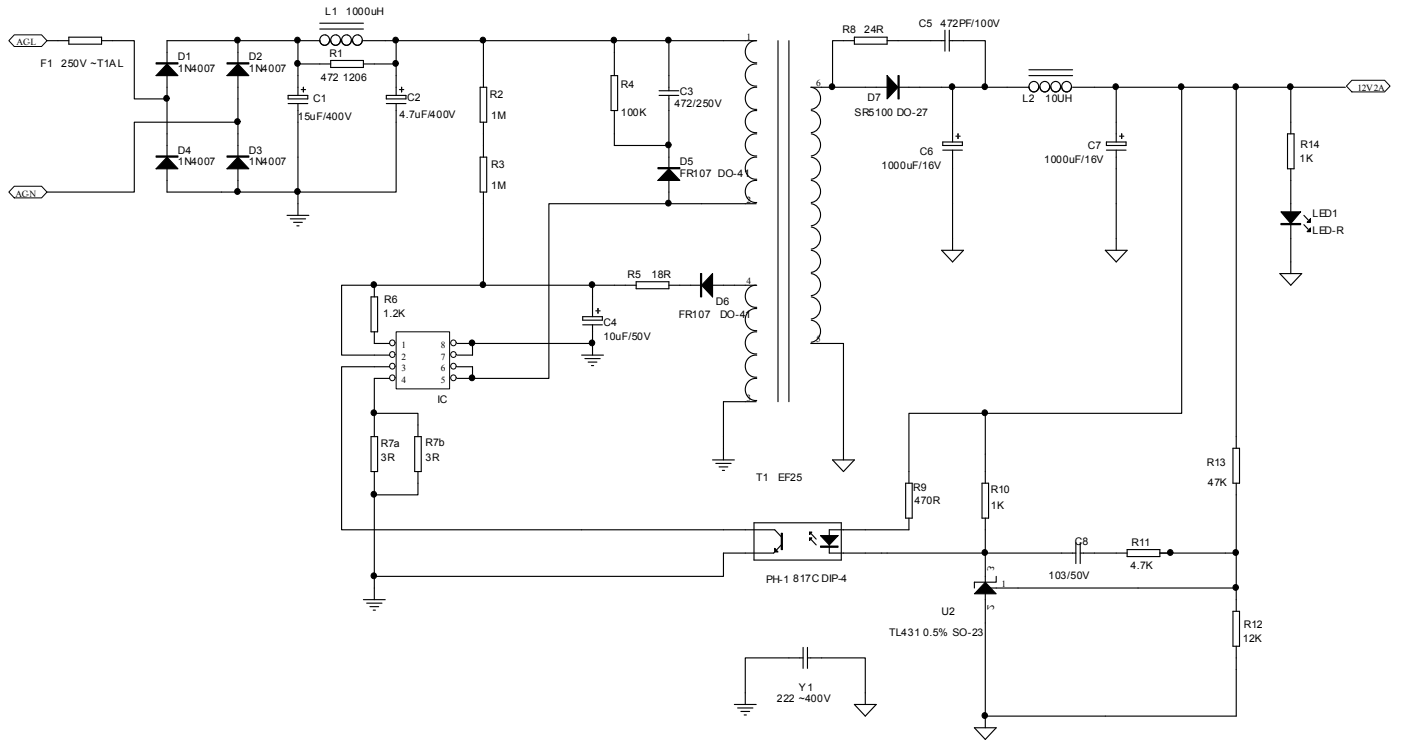 L1 1000uH
AGL
F1 250V ~T1AL
D1
1N4007
D2
1N4007
R1
472 1206
+
C1
15uF/400V
+
C2
4.7uF/400V
D4
1N4007
D3
1N4007
AGN
R2
1M
R3
1M
R4
100K
C3
472/250V
D5
FR107 DO-41
1
2
R8 24R
C5 472PF/100V
6
D7
SR5100 DO-27
L2 10UH
12V2A
+
C6
1000uF/16V
+
C7
1000uF/16V
R14
1K
LED1
LED-R
R5 18R
4
D6
FR107 DO-41
R6
1.2K
+
C4
10uF/50V
1
2
3
4
8
7
6
5
IC
5
3
R7a
3R
R7b
3R
T1 EF25
R9
470R
R10
1K
R13
47K
PH-1 817C DIP-4
C8
103/50V
R11
4.7K
3
1
2
U2
TL431 0.5% SO-23
R12
12K
Y1
222 ~400V